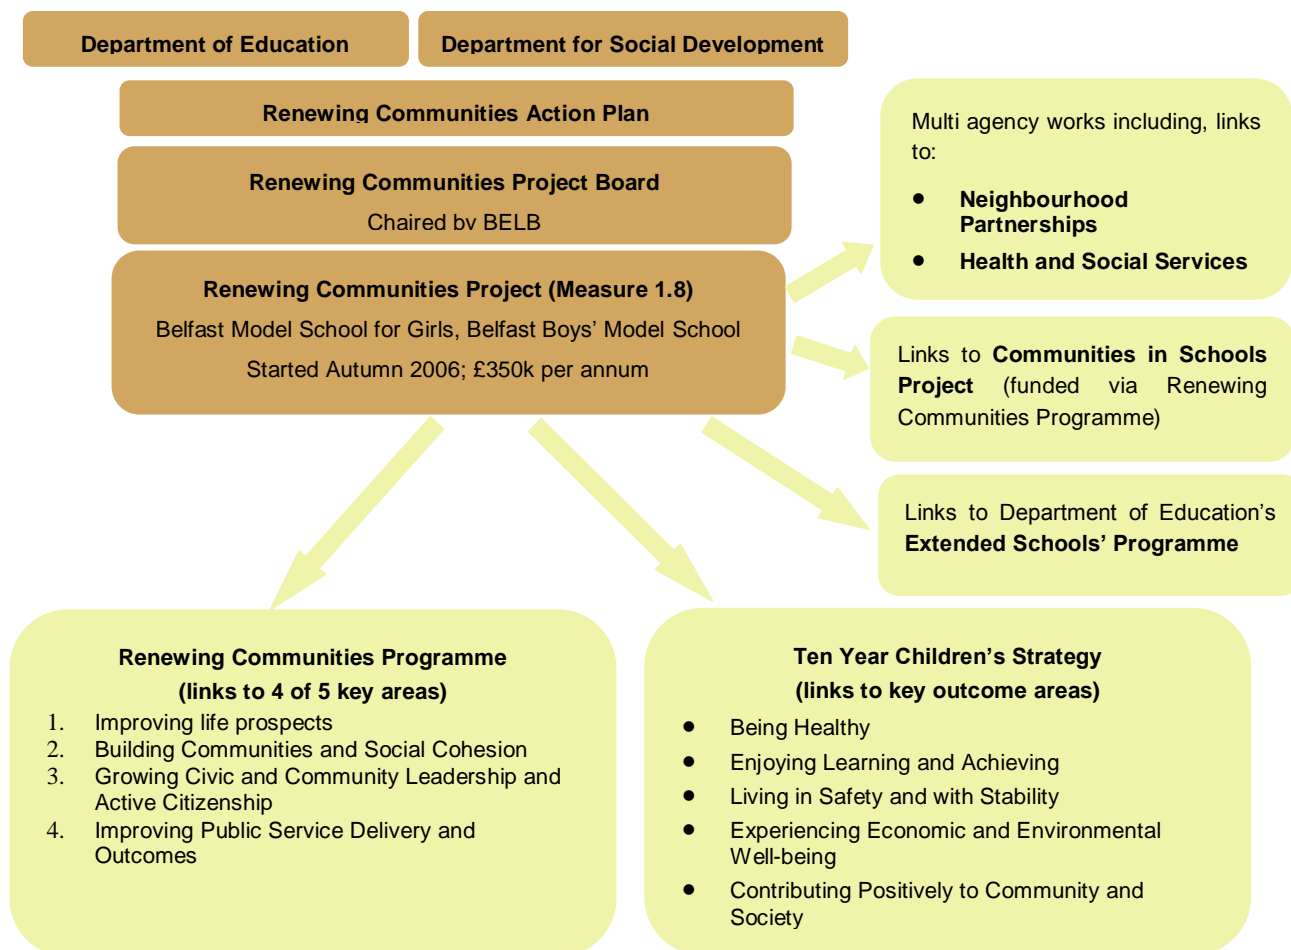 Department of Education
Department for Social Development
Renewing Communities Action Plan
Renewing Communities Project Board
Chaired by BELB
Renewing Communities Project (Measure 1.8)
Belfast Model School for Girls, Belfast Boys’ Model School
Started Autumn 2006; £350k per annum
Multi agency works including, links
to:
● Neighbourhood
Partnerships
● Health and Social Services
Links to Communities in Schools
Project (funded via Renewing
Communities Programme)
Links to Department of Education’s
Extended Schools’ Programme
Renewing Communities Programme
(links to 4 of 5 key areas)
1. Improving life prospects
2. Building Communities and Social Cohesion
3. Growing Civic and Community Leadership and
Active Citizenship
4. Improving Public Service Delivery and
Outcomes
Ten Year Children’s Strategy
(links to key outcome areas)
● Being Healthy
● Enjoying Learning and Achieving
● Living in Safety and with Stability
● Experiencing Economic and Environmental
Well-being
● Contributing Positively to Community and
Society